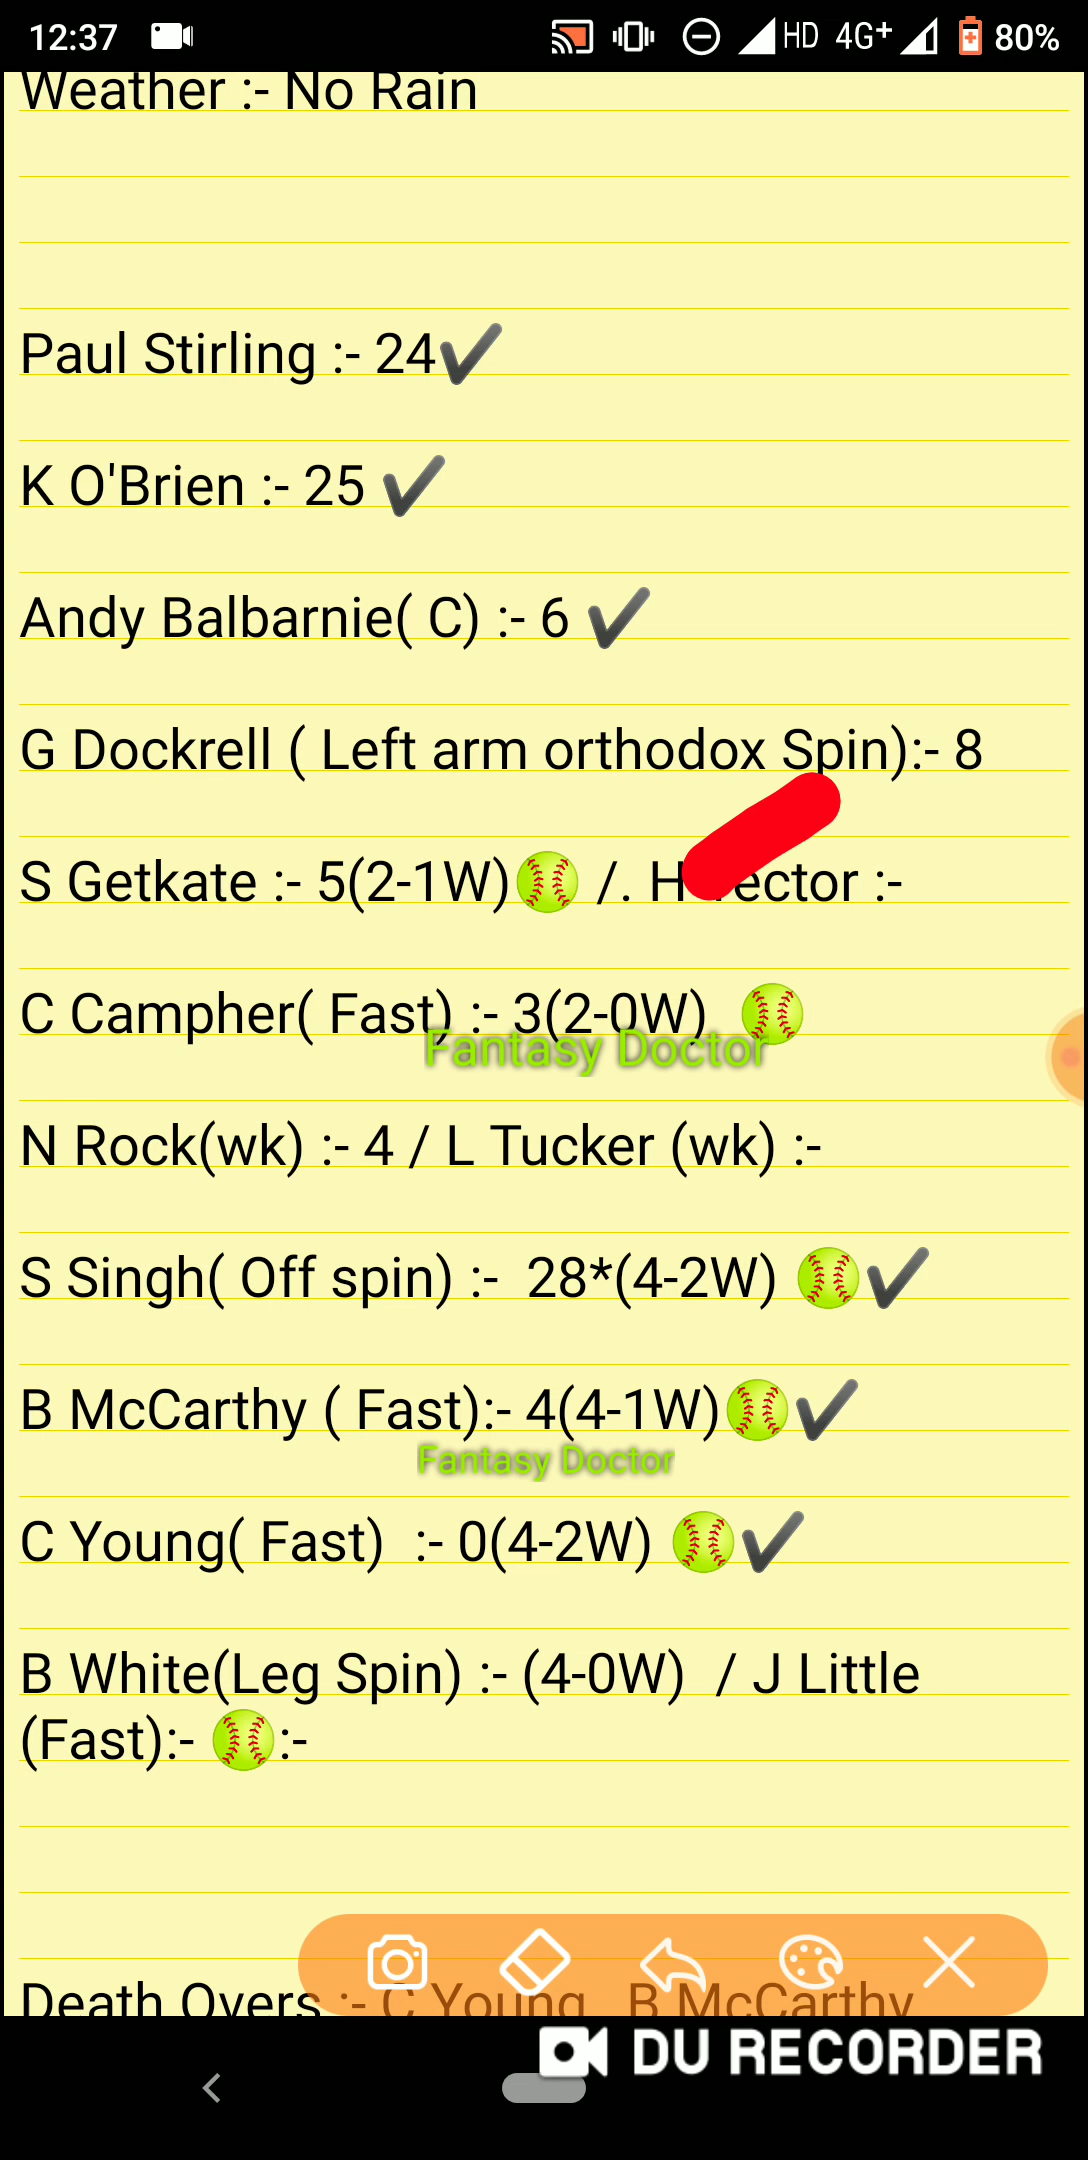 12:37 HD 4G+ 80%
Weather :- No Rain
Paul Stirling :- 24✔
K O'Brien :- 25 ✔
Andy Balbarnie( C) :- 6 ✔
G Dockrell ( Left arm orthodox Spin):- 8
S Getkate :- 5(2-1W)🥎 /. H ector :-
C Campher( Fast) :- 3(2-0W) 🥎
Fantasy Doctor
N Rock(wk) :- 4 / L Tucker (wk) :-
S Singh( Off spin) :- 28*(4-2W) 🥎✔
B McCarthy ( Fast):- 4(4-1W)🥎✔
Fantasy Doctor
C Young( Fast) :- 0(4-2W) 🥎✔
B White(Leg Spin) :- (4-0W) / J Little
(Fast):- 🥎:-
Death Overs :- C Young B McCarthy
DU RECORDER